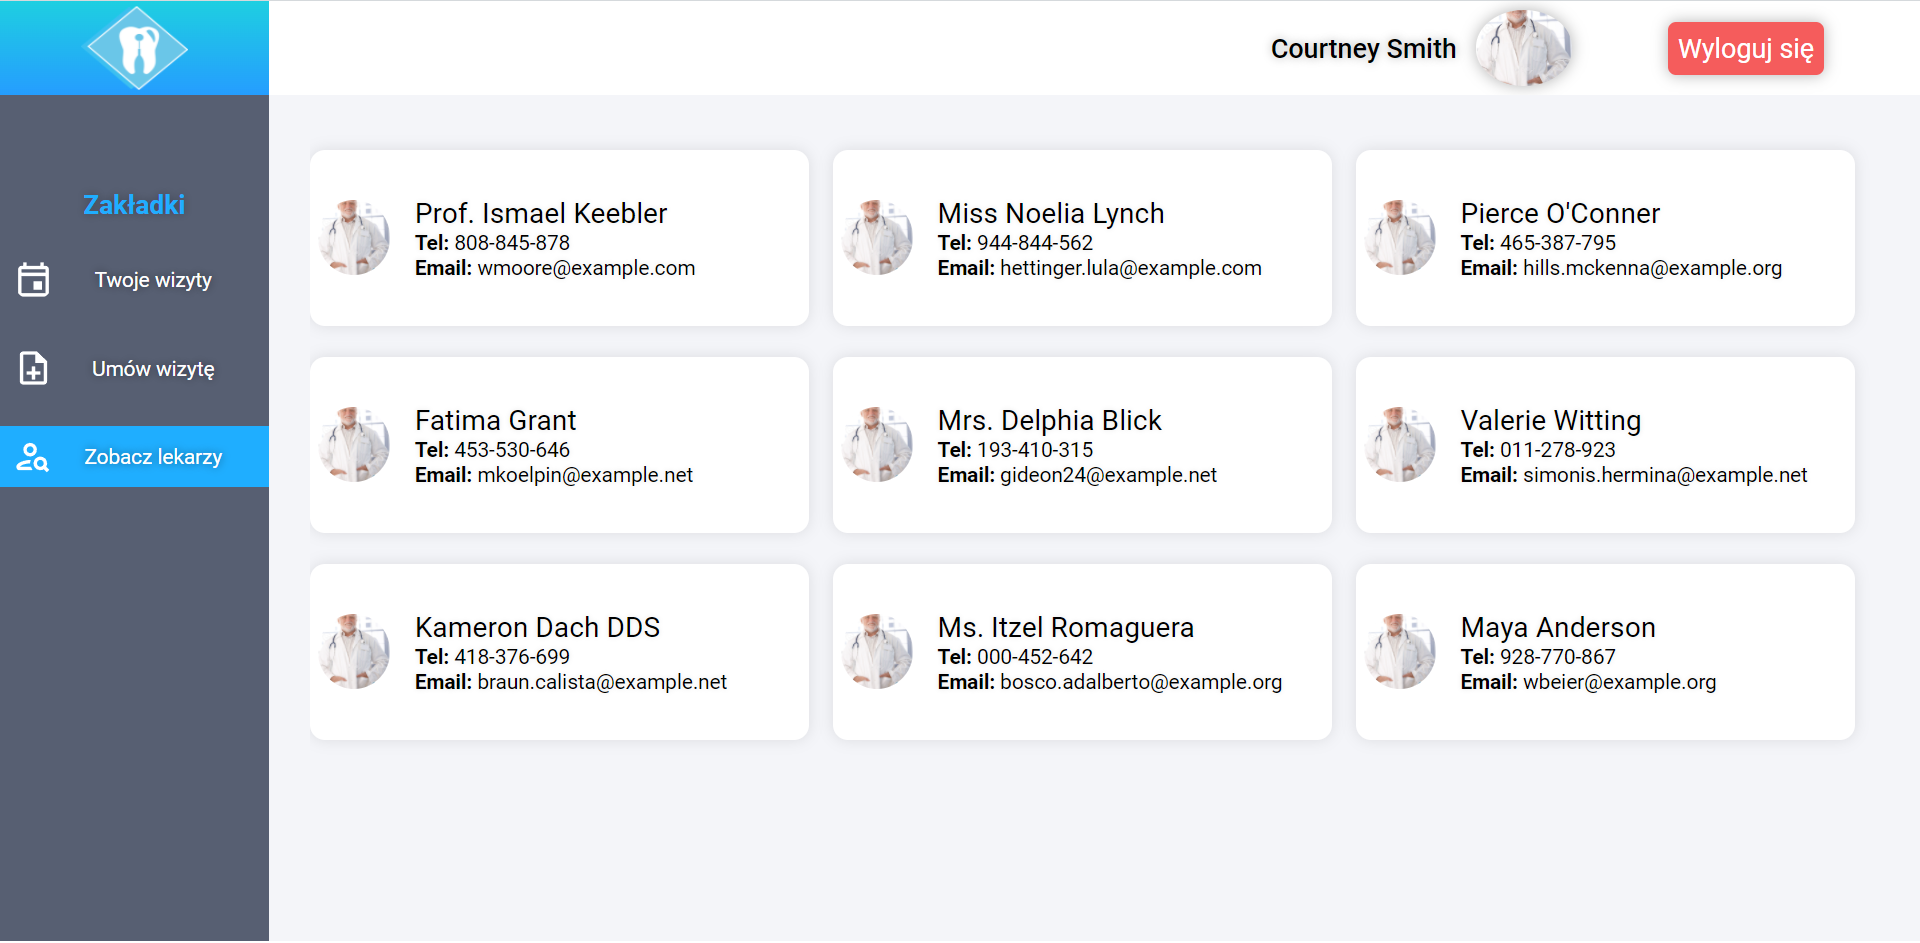 Courtney Smith
Wyloguj się
Zakładki
Twoje wizyty
Umów wizytę
Zobacz lekarzy
Prof. Ismael Keebler
Tel: 808-845-878
Email: wmoore@example.com
Miss Noelia Lynch
Tel: 944-844-562
Email: hettinger.lula@example.com
Pierce O'Conner
Tel: 465-387-795
Email: hills.mckenna@example.org
Fatima Grant
Tel: 453-530-646
Email: mkoelpin@example.net
Mrs. Delphia Blick
Tel: 193-410-315
Email: gideon24@example.net
Valerie Witting
Tel: 011-278-923
Email: simonis.hermina@example.net
Kameron Dach DDS
Tel: 418-376-699
Email: braun.calista@example.net
Ms. Itzel Romaguera
Tel: 000-452-642
Email: bosco.adalberto@example.org
Maya Anderson
Tel: 928-770-867
Email: wbeier@example.org